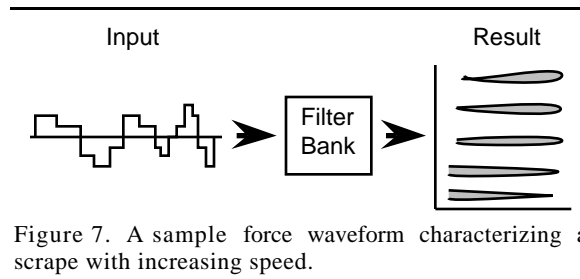 Input
Result
Filter
Bank
Figure 7. A sample force waveform characterizing a
scrape with increasing speed.